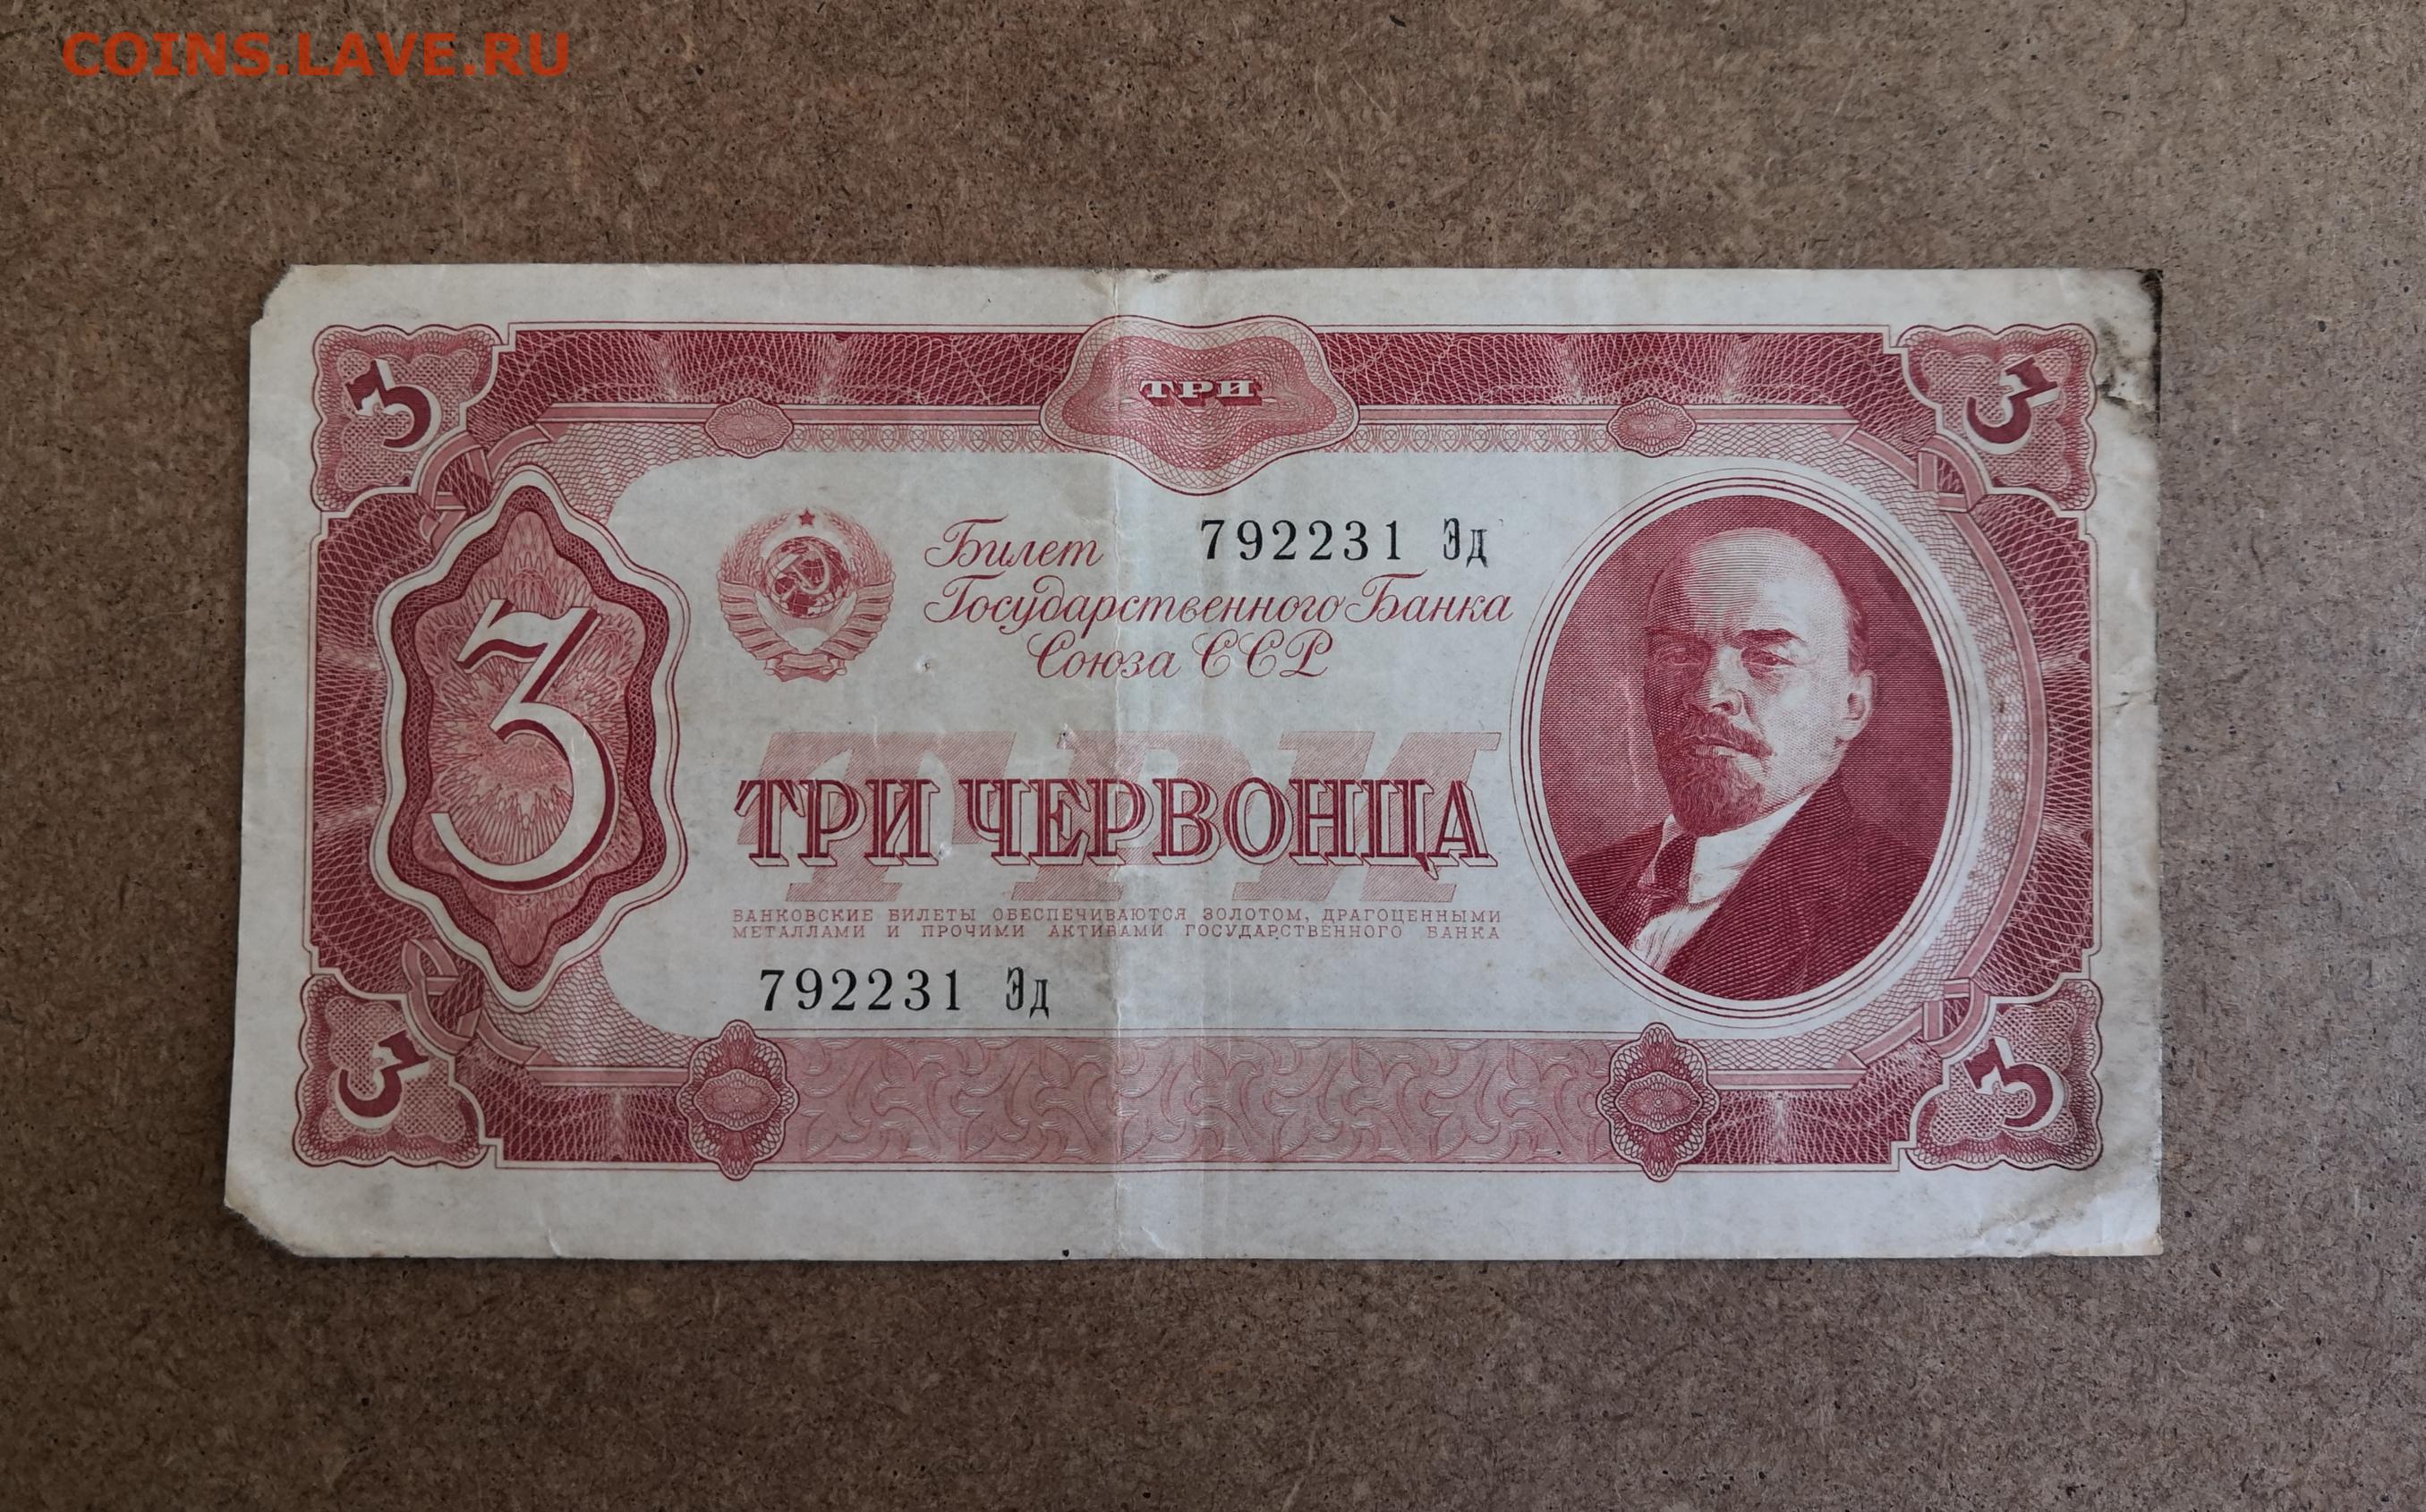 COINS.LAVE.RU
3 ТРИ 3
Билет 792231 Эд
Государственного Банка
Союза ССР
3
ТРИ
ТРИ ЧЕРВОНЦА
БАНКОВСКИЕ БИЛЕТЫ ОБЕСПЕЧИВАЮТСЯ ЗОЛОТОМ, ДРАГОЦЕННЫМИ
МЕТАЛЛАМИ И ПРОЧИМИ АКТИВАМИ ГОСУДАРСТВЕННОГО БАНКА
792231 Эд
3 3